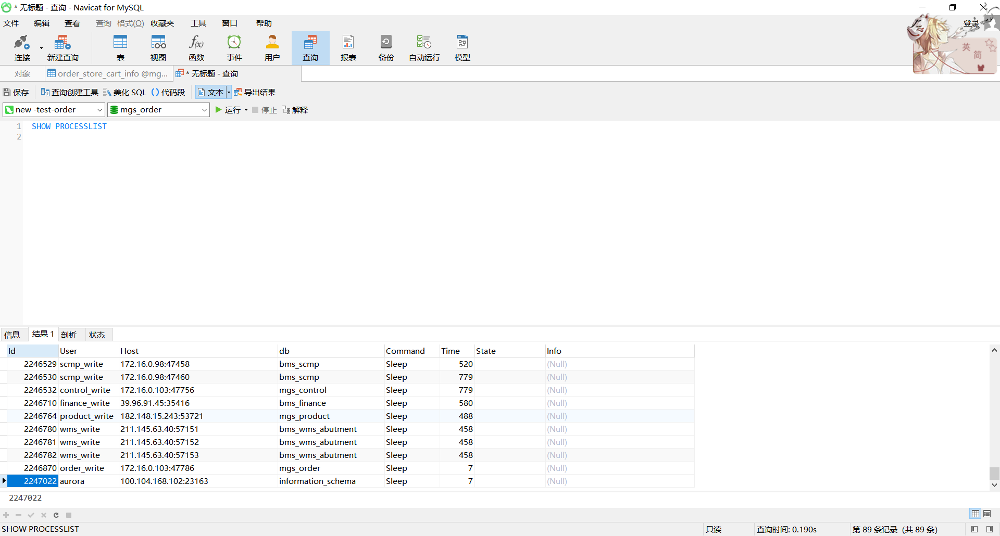 * 无标题 - 查询 - Navicat for MySQL
文件 编辑 查看 查询 格式(O) 收藏夹 工具 窗口 帮助 登录
连接 新建查询 表 视图 f(x) 函数 事件 用户 查询 报表 备份 自动运行 模型
英
简
对象 order_store_cart_info @mg... * 无标题 - 查询
保存 查询创建工具 美化 SQL () 代码段 文本 导出结果
new -test-order mgs_order 运行 停止 解释
1 SHOW PROCESSLIST
2
信息 结果 1 剖析 状态
Id User Host db Command Time State Info
2246529 scmp_write 172.16.0.98:47458 bms_scmp Sleep 520 (Null)
2246530 scmp_write 172.16.0.98:47460 bms_scmp Sleep 779 (Null)
2246532 control_write 172.16.0.103:47756 mgs_control Sleep 779 (Null)
2246710 finance_write 39.96.91.45:35416 bms_finance Sleep 580 (Null)
2246764 product_write 182.148.15.243:53721 mgs_product Sleep 488 (Null)
2246780 wms_write 211.145.63.40:57151 bms_wms_abutment Sleep 458 (Null)
2246781 wms_write 211.145.63.40:57152 bms_wms_abutment Sleep 458 (Null)
2246782 wms_write 211.145.63.40:57153 bms_wms_abutment Sleep 458 (Null)
2246870 order_write 172.16.0.103:47786 mgs_order Sleep 7 (Null)
2247022 aurora 100.104.168.102:23163 information_schema Sleep 7 (Null)
2247022
SHOW PROCESSLIST 只读 查询时间: 0.190s 第 89 条记录 (共 89 条)